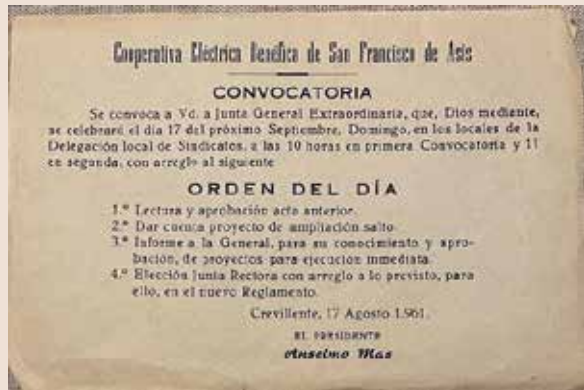 Cooperativa Eléctrica Benéfica de San Francisco de Asís
CONVOCATORIA
Se convoca a Vd. a Junta General Extraordinaria, que, Dios mediante,
se celebrará el día 17 del próximo Septiembre, Domingo, en los locales de la
Delegación local de Sindicatos, a las 10 horas en primera Convocatoria y 11
en segunda, con arreglo al siguiente
ORDEN DEL DÍA
1.º Lectura y aprobación acta anterior.
2.º Dar cuenta proyecto de ampliación salto.
3.º Informe a la General, para su conocimiento y apro-
bación, de proyectos para ejecución inmediata.
4.º Elección Junta Rectora con arreglo a lo previsto, para
ello, en el nuevo Reglamento.
Crevillente, 17 Agosto 1.961.
EL PRESIDENTE
Anselmo Mas